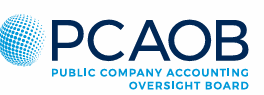 PCAOB
PUBLIC COMPANY ACCOUNTING
OVERSIGHT BOARD